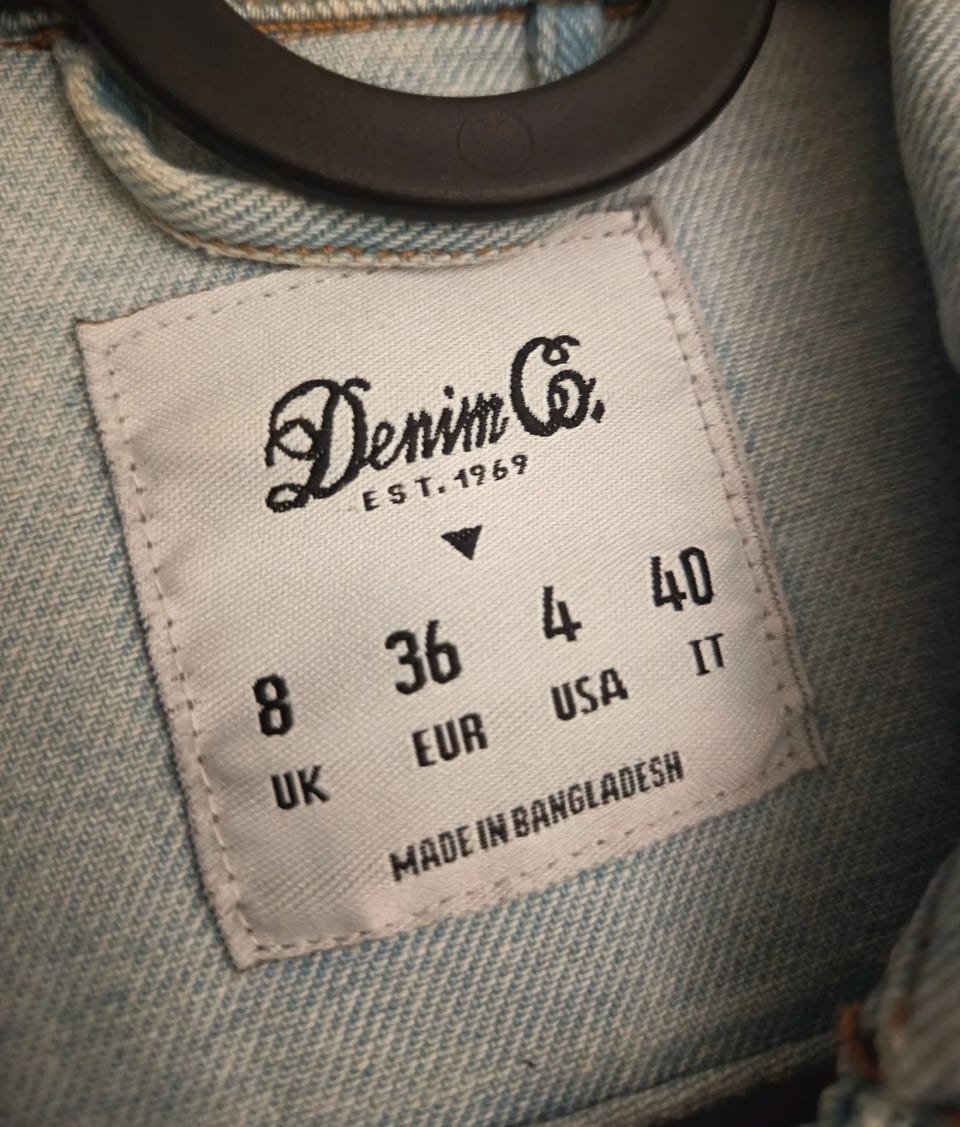 Denim Co.
EST. 1969
8 36 4 40
UK EUR USA IT
MADE IN BANGLADESH